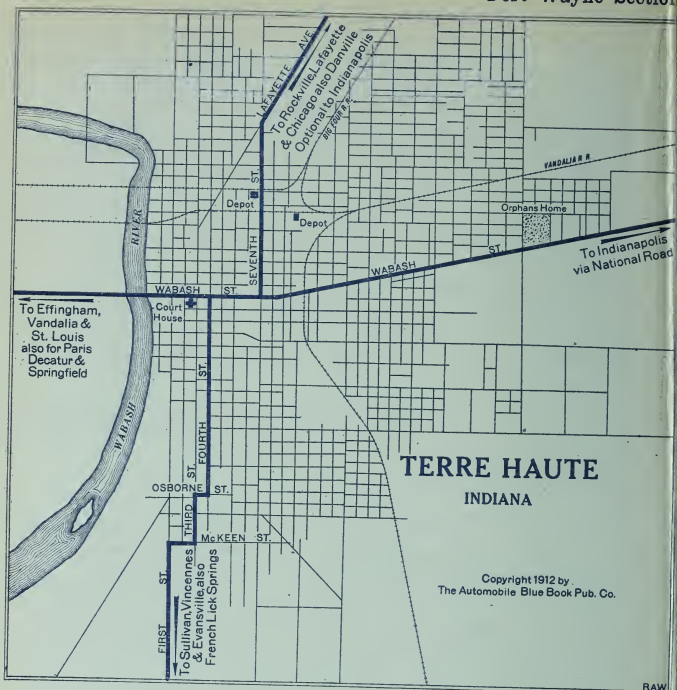 Fort Wayne Section
LAFAYETTE AVE.
To Rockville, Lafayette
& Chicago also Danville
Optional to Indianapolis
BIG FOUR R.R.
VANDALIA R.R.
ST.
Depot
Depot
Orphans Home
RIVER
SEVENTH
WABASH ST.
To Indianapolis
via National Road
WABASH ST.
To Effingham,
Vandalia &
St. Louis
also for Paris
Decatur &
Springfield
Court
House
ST.
FOURTH
WABASH
TERRE HAUTE
INDIANA
ST.
OSBORNE ST.
THIRD
McKEEN ST.
Copyright 1912 by
The Automobile Blue Book Pub. Co.
ST.
FIRST
To Sullivan, Vincennes
& Evansville, also
French Lick Springs
RAW